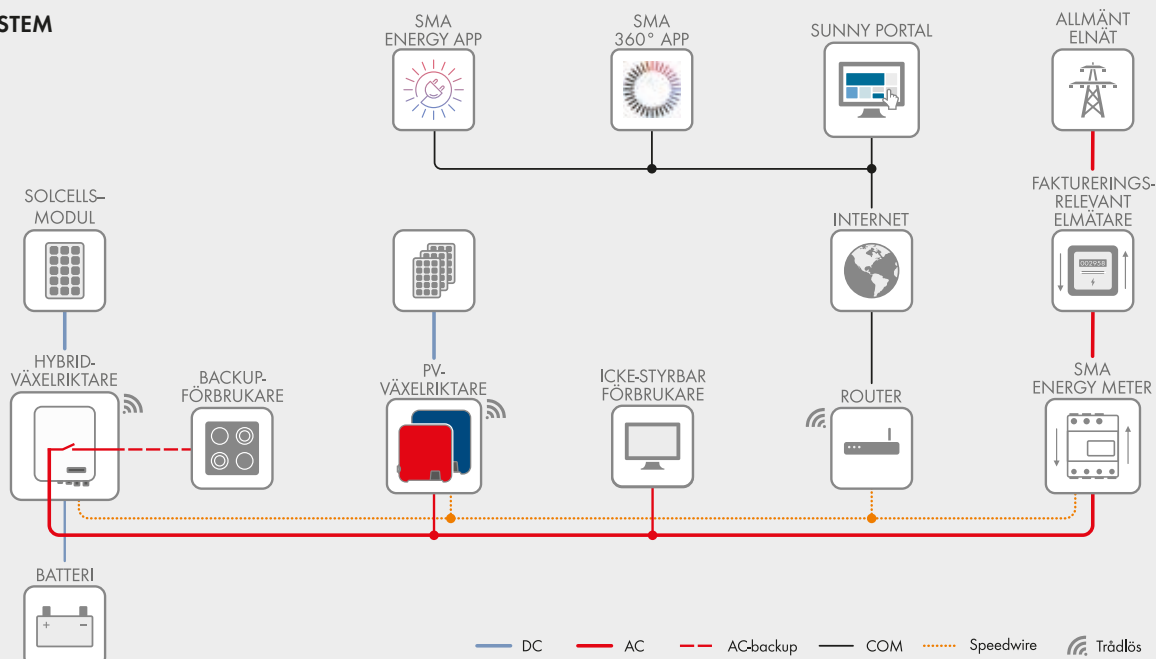 STEM
SMA
ENERGY APP
SMA
360° APP
SUNNY PORTAL
ALLMÄNT
ELNÄT
SOLCELLS–
MODUL
INTERNET
FAKTURERINGS-
RELEVANT
ELMÄTARE
002958
HYBRID-
VÄXELRIKTARE
BACKUP-
FÖRBRUKARE
PV-
VÄXELRIKTARE
ICKE-STYRBAR
FÖRBRUKARE
ROUTER
SMA
ENERGY METER
BATTERI
+ –
DC AC AC-backup COM Speedwire Trådlös